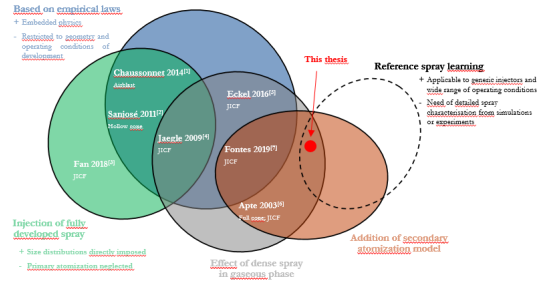 Based on empirical laws
+ Embedded physics
- Restricted to geometry and
operating conditions of
development
Chaussonnet 2014[1]
Airblast
Sanjosé 2011[2]
Hollow cone
Fan 2018[3]
JICF
Jaegle 2009[4]
JICF
Eckel 2016[5]
JICF
Fontes 2019[7]
JICF
Apte 2003[6]
Full cone; JICF
This thesis
Reference spray learning
+ Applicable to generic injectors and
wide range of operating conditions
- Need of detailed spray
characterisation from simulations
or experiments
Injection of fully
developed spray
+ Size distributions directly imposed
- Primary atomization neglected
Effect of dense spray
in gaseous phase
Addition of secondary
atomization model